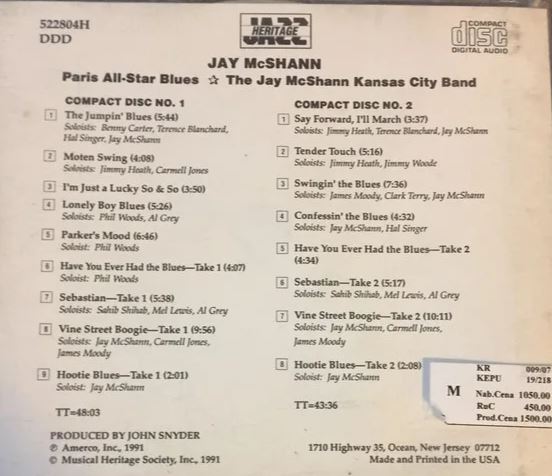 522804H
DDD
JAZZ
HERITAGE
COMPACT
disc
DIGITAL AUDIO
JAY McSHANN
Paris All-Star Blues ☆ The Jay McShann Kansas City Band
COMPACT DISC NO. 1
1 The Jumpin' Blues (5:44)
Soloists: Benny Carter, Terence Blanchard,
Hal Singer, Jay McShann
2 Moten Swing (4:08)
Soloists: Jimmy Heath, Carmell Jones
3 I'm Just a Lucky So & So (3:50)
4 Lonely Boy Blues (5:26)
Soloists: Phil Woods, Al Grey
5 Parker's Mood (6:46)
Soloist: Phil Woods
6 Have You Ever Had the Blues—Take 1 (4:07)
Soloist: Phil Woods
7 Sebastian—Take 1 (5:38)
Soloists: Sahib Shihab, Mel Lewis, Al Grey
8 Vine Street Boogie—Take 1 (9:56)
Soloists: Jay McShann, Carmell Jones,
James Moody
9 Hootie Blues—Take 1 (2:01)
Soloist: Jay McShann
TT=48:03
COMPACT DISC NO. 2
1 Say Forward, I'll March (3:37)
Soloists: Jimmy Heath, Terence Blanchard, Jay McShann
2 Tender Touch (5:16)
Soloists: Jimmy Heath, Jimmy Woode
3 Swingin' the Blues (7:36)
Soloists: James Moody, Clark Terry, Jay McShann
4 Confessin' the Blues (4:32)
Soloists: Jay McShann, Hal Singer
5 Have You Ever Had the Blues—Take 2
(4:34)
6 Sebastian—Take 2 (5:17)
Soloists: Sahib Shihab, Mel Lewis, Al Grey
7 Vine Street Boogie—Take 2 (10:11)
Soloists: Jay McShann, Carmell Jones,
James Moody
8 Hootie Blues—Take 2 (2:08)
Soloist: Jay McShann
TT=43:36
KR 009/07
KEPU 19/218
M Nab.Cena 1050.00
RuC 450.00
Prod.Cena 1500.00
PRODUCED BY JOHN SNYDER
℗ Amerco, Inc., 1991
© Musical Heritage Society, Inc., 1991
1710 Highway 35, Ocean, New Jersey 07712
Made and Printed in the USA